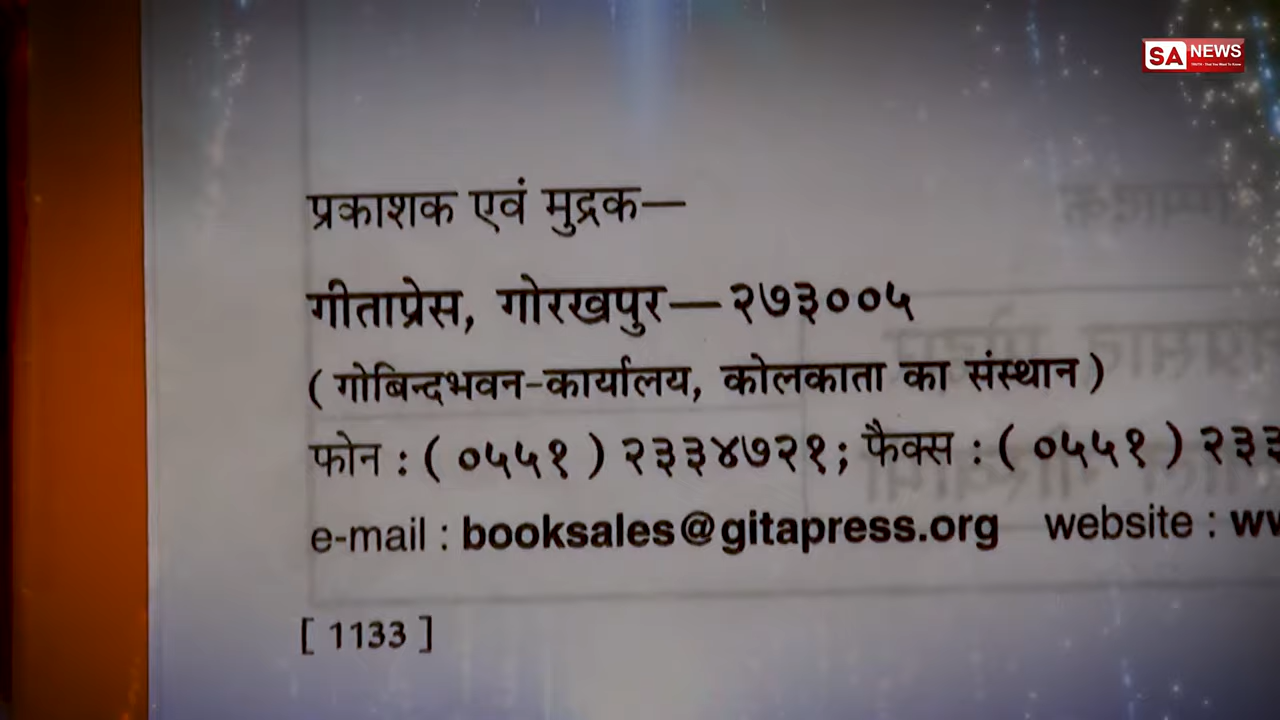 SA NEWS
प्रकाशक एवं मुद्रक—
गीताप्रेस, गोरखपुर—२७३००५
( गोबिन्दभवन-कार्यालय, कोलकाता का संस्थान )
फोन : ( ०५५१ ) २३३४७२१; फैक्स : ( ०५५१ ) २३३
e-mail : booksales@gitapress.org website :
[ 1133 ]